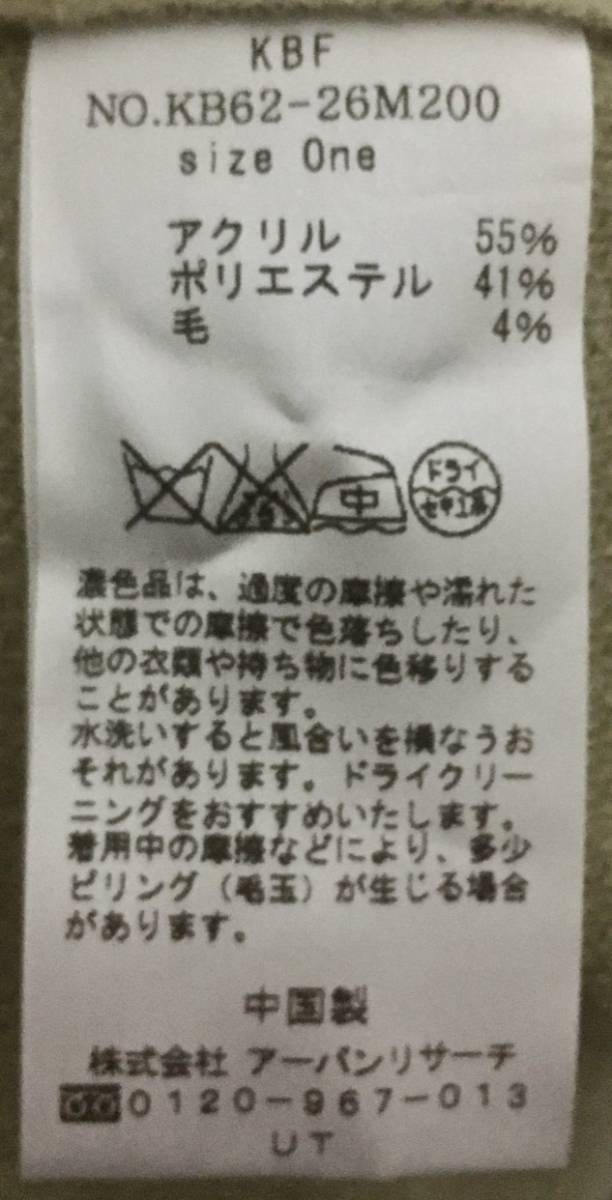 KBF
NO.KB62-26M200
size One
アクリル 55%
ポリエステル 41%
毛 4%
中
ドライ
セキユ系
濃色品は、過度の摩擦や濡れた
状態での摩擦で色落ちしたり、
他の衣類や持ち物に色移りする
ことがあります。
水洗いすると風合いを損なうお
それがあります。ドライクリー
ニングをおすすめいたします。
着用中の摩擦などにより、多少
ピリング（毛玉）が生じる場合
があります。
中国製
株式会社 アーバンリサーチ
0120-967-013
UT